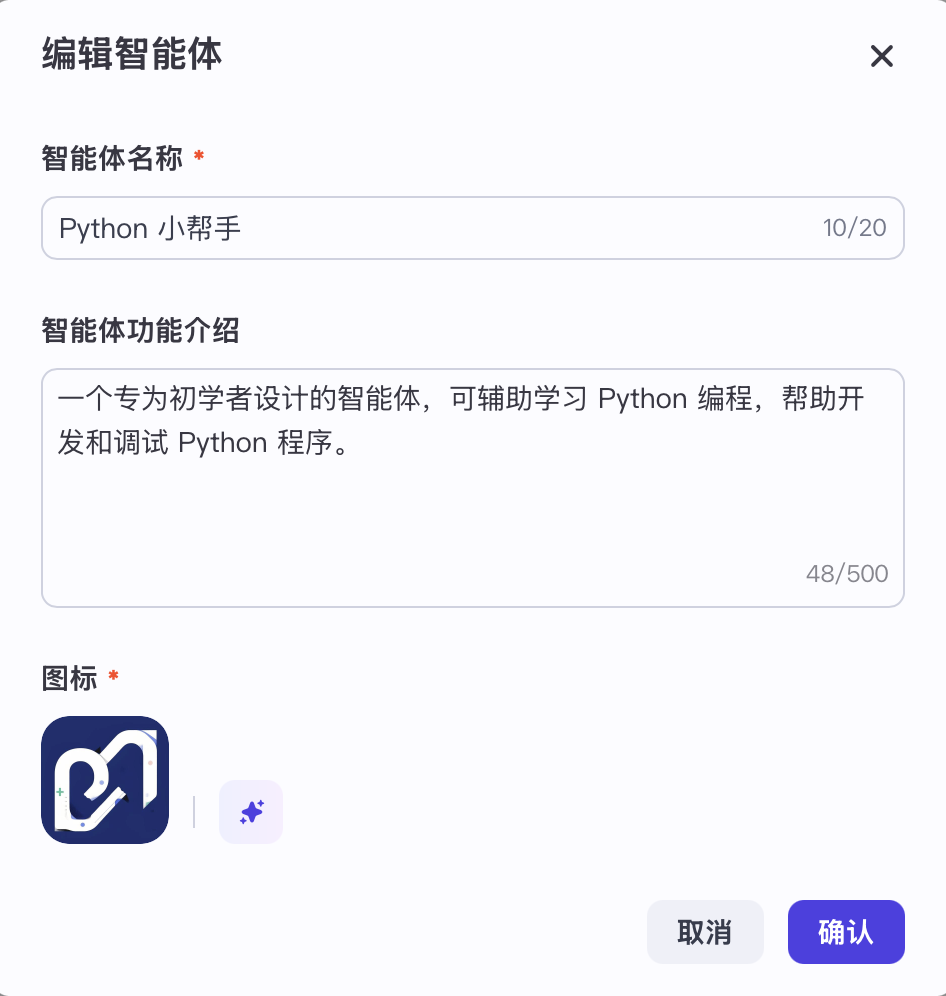 编辑智能体
智能体名称 *
Python 小帮手
10/20
智能体功能介绍
一个专为初学者设计的智能体，可辅助学习 Python 编程，帮助开
发和调试 Python 程序。
48/500
图标 *
取消
确认